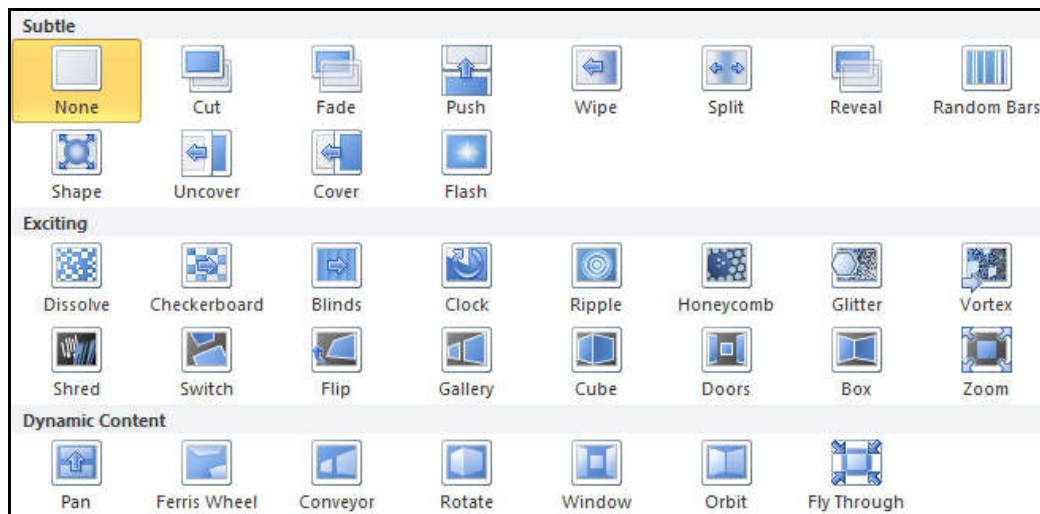 Subtle
None Cut Fade Push Wipe Split Reveal Random Bars
Shape Uncover Cover Flash
Exciting
Dissolve Checkerboard Blinds Clock Ripple Honeycomb Glitter Vortex
Shred Switch Flip Gallery Cube Doors Box Zoom
Dynamic Content
Pan Ferris Wheel Conveyor Rotate Window Orbit Fly Through